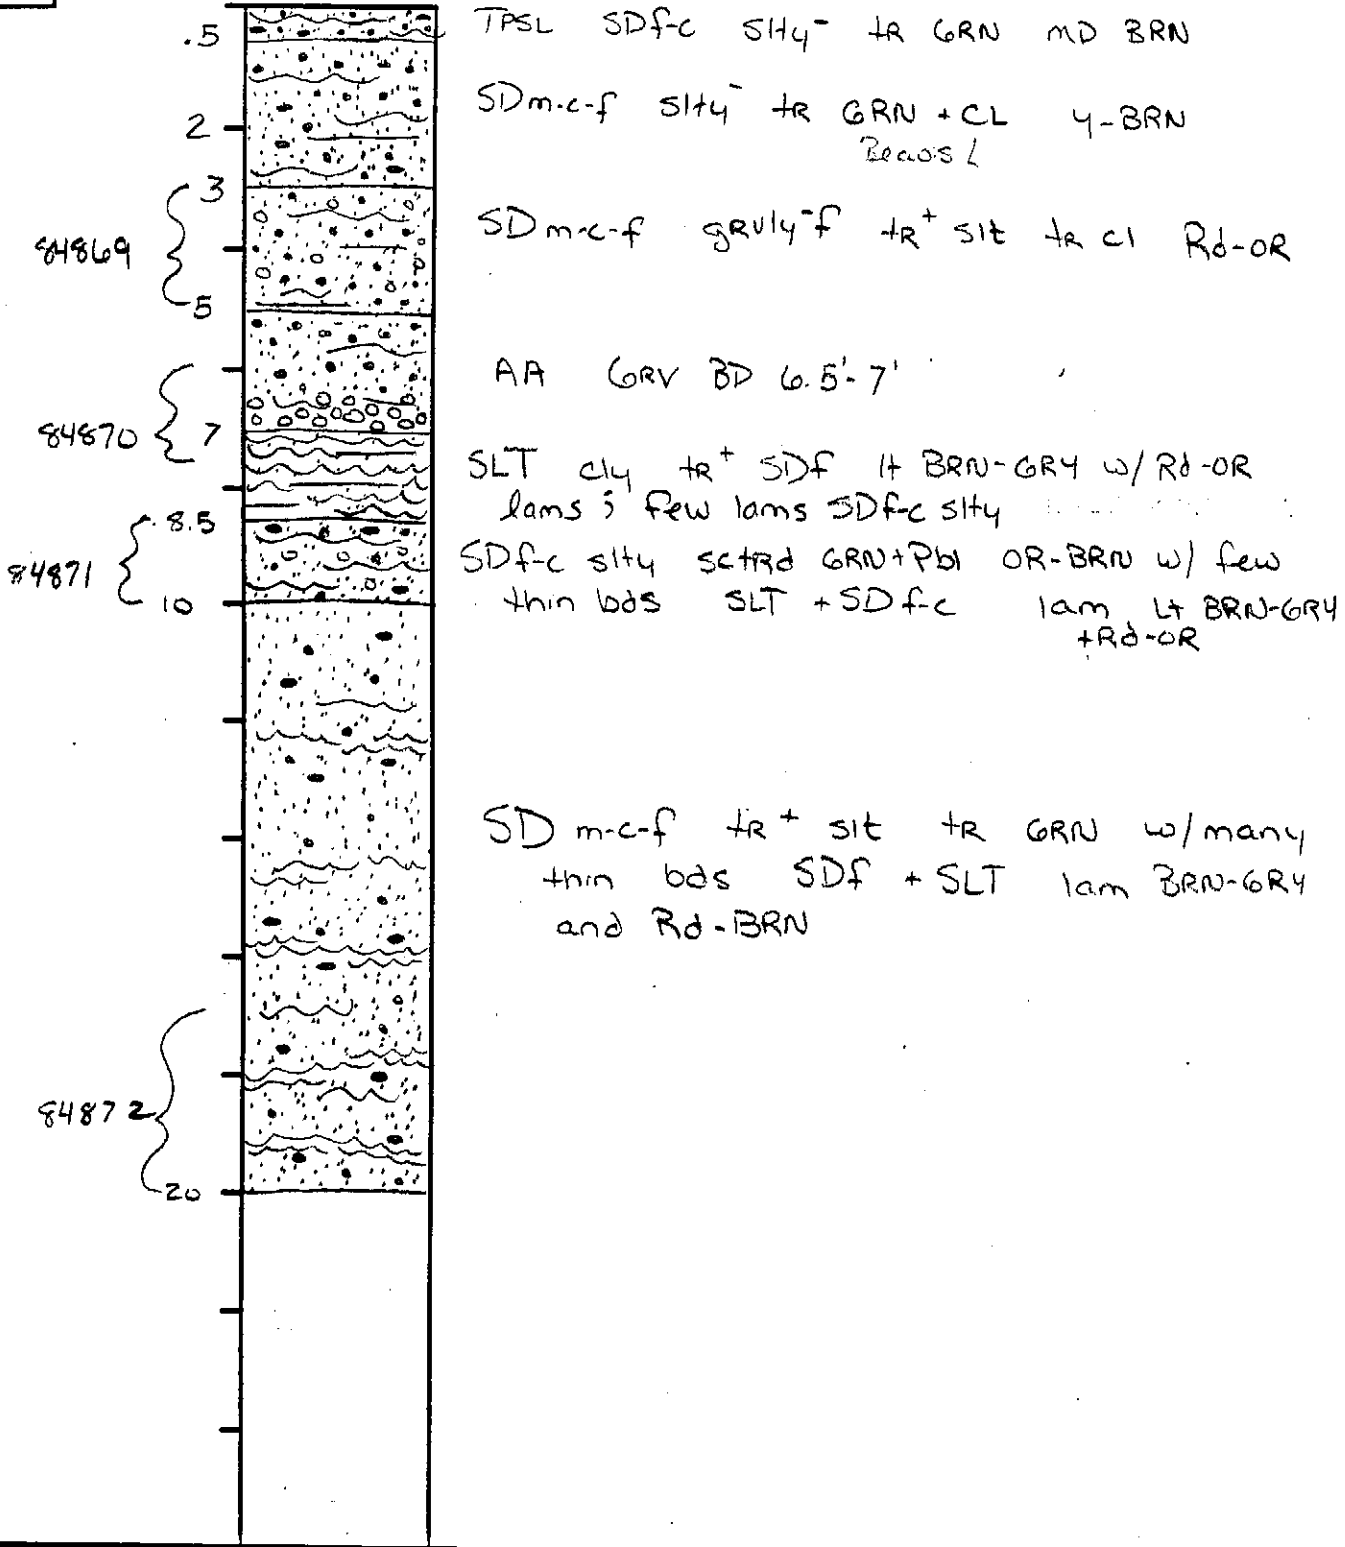 .5 TPSL SDf-c slty⁻ tR GRN MD BRN
2 SDm-c-f slty⁻ tR GRN + CL Y-BRN
3
84869 SDm-c-f gRvly⁻f tR⁺ slt tR cl Rd-OR
5
AA GRV BD 6.5'-7'
84870 7
SLT cly tR⁺ SDf lt BRN-GRY w/ Rd-OR
lams ; few lams SDf-c slty
8.5
84871 SDf-c slty sctRd GRN+Pbl OR-BRN w/ few
10 thin bds SLT + SDf-c lam Lt BRN-GRY
+Rd-OR
SD m-c-f tR⁺ slt tR GRN w/many
thin bds SDf + SLT lam BRN-GRY
and Rd-BRN
84872
20